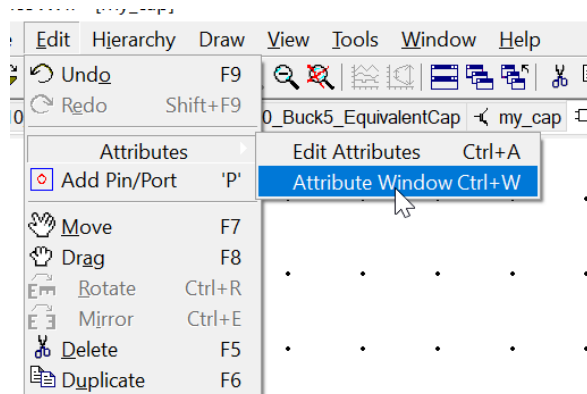 [my_cap]
Edit Hierarchy Draw View Tools Window Help
Undo F9
Redo Shift+F9
0_Buck5_EquivalentCap my_cap
Attributes
Edit Attributes Ctrl+A
Add Pin/Port 'P'
Attribute Window Ctrl+W
Move F7
Drag F8
Rotate Ctrl+R
Mirror Ctrl+E
Delete F5
Duplicate F6